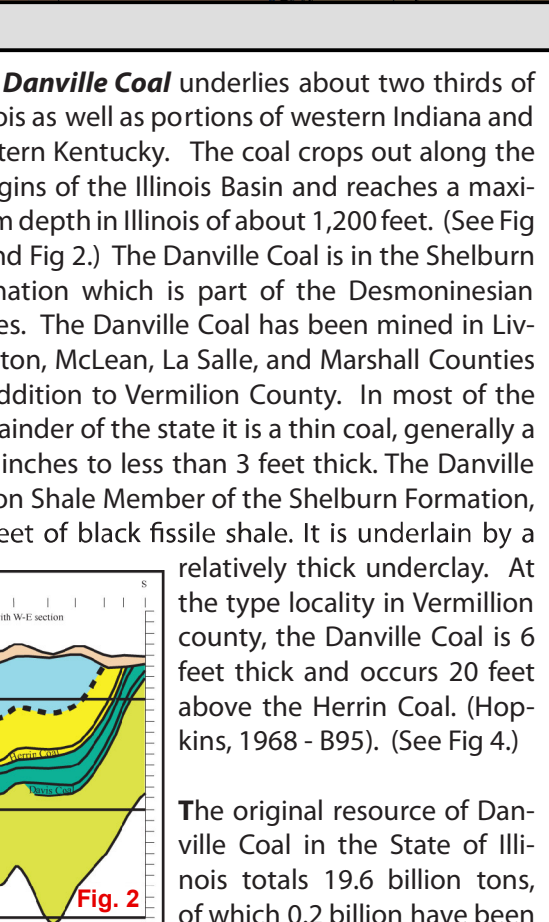 Danville Coal underlies about two thirds of
ois as well as portions of western Indiana and
tern Kentucky. The coal crops out along the
gins of the Illinois Basin and reaches a maxi-
m depth in Illinois of about 1,200 feet. (See Fig
nd Fig 2.) The Danville Coal is in the Shelburn
mation which is part of the Desmoninesian
es. The Danville Coal has been mined in Liv-
ton, McLean, La Salle, and Marshall Counties
ddition to Vermilion County. In most of the
ainder of the state it is a thin coal, generally a
inches to less than 3 feet thick. The Danville
on Shale Member of the Shelburn Formation,
eet of black fissile shale. It is underlain by a
relatively thick underclay. At
the type locality in Vermillion
county, the Danville Coal is 6
feet thick and occurs 20 feet
above the Herrin Coal. (Hop-
kins, 1968 - B95). (See Fig 4.)
The original resource of Dan-
ville Coal in the State of Illi-
nois totals 19.6 billion tons,
of which 0.2 billion have been
S
ith W-E section
Herrin Coal
Davis Coal
Fig. 2